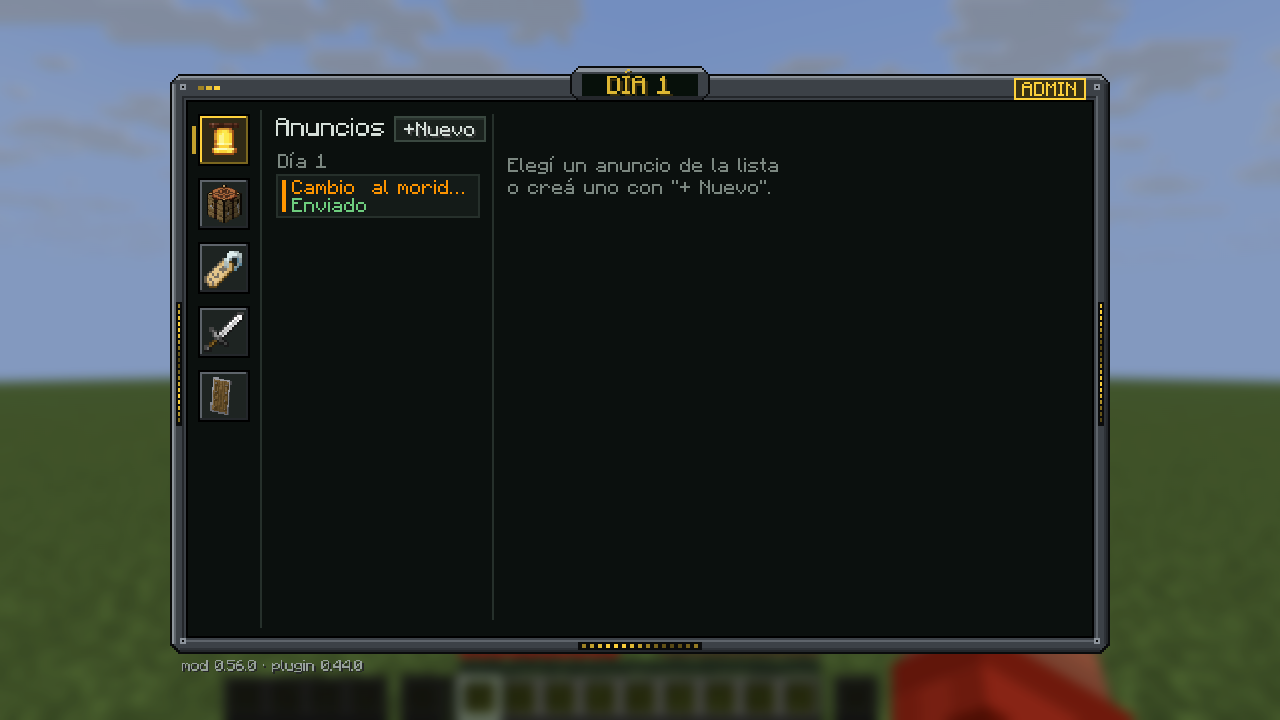 DÍA 1
ADMIN
Anuncios
+Nuevo
Día 1
Cambio al morid...
Enviado
Elegí un anuncio de la lista
o creá uno con "+ Nuevo".
mod 0.56.0 · plugin 0.44.0